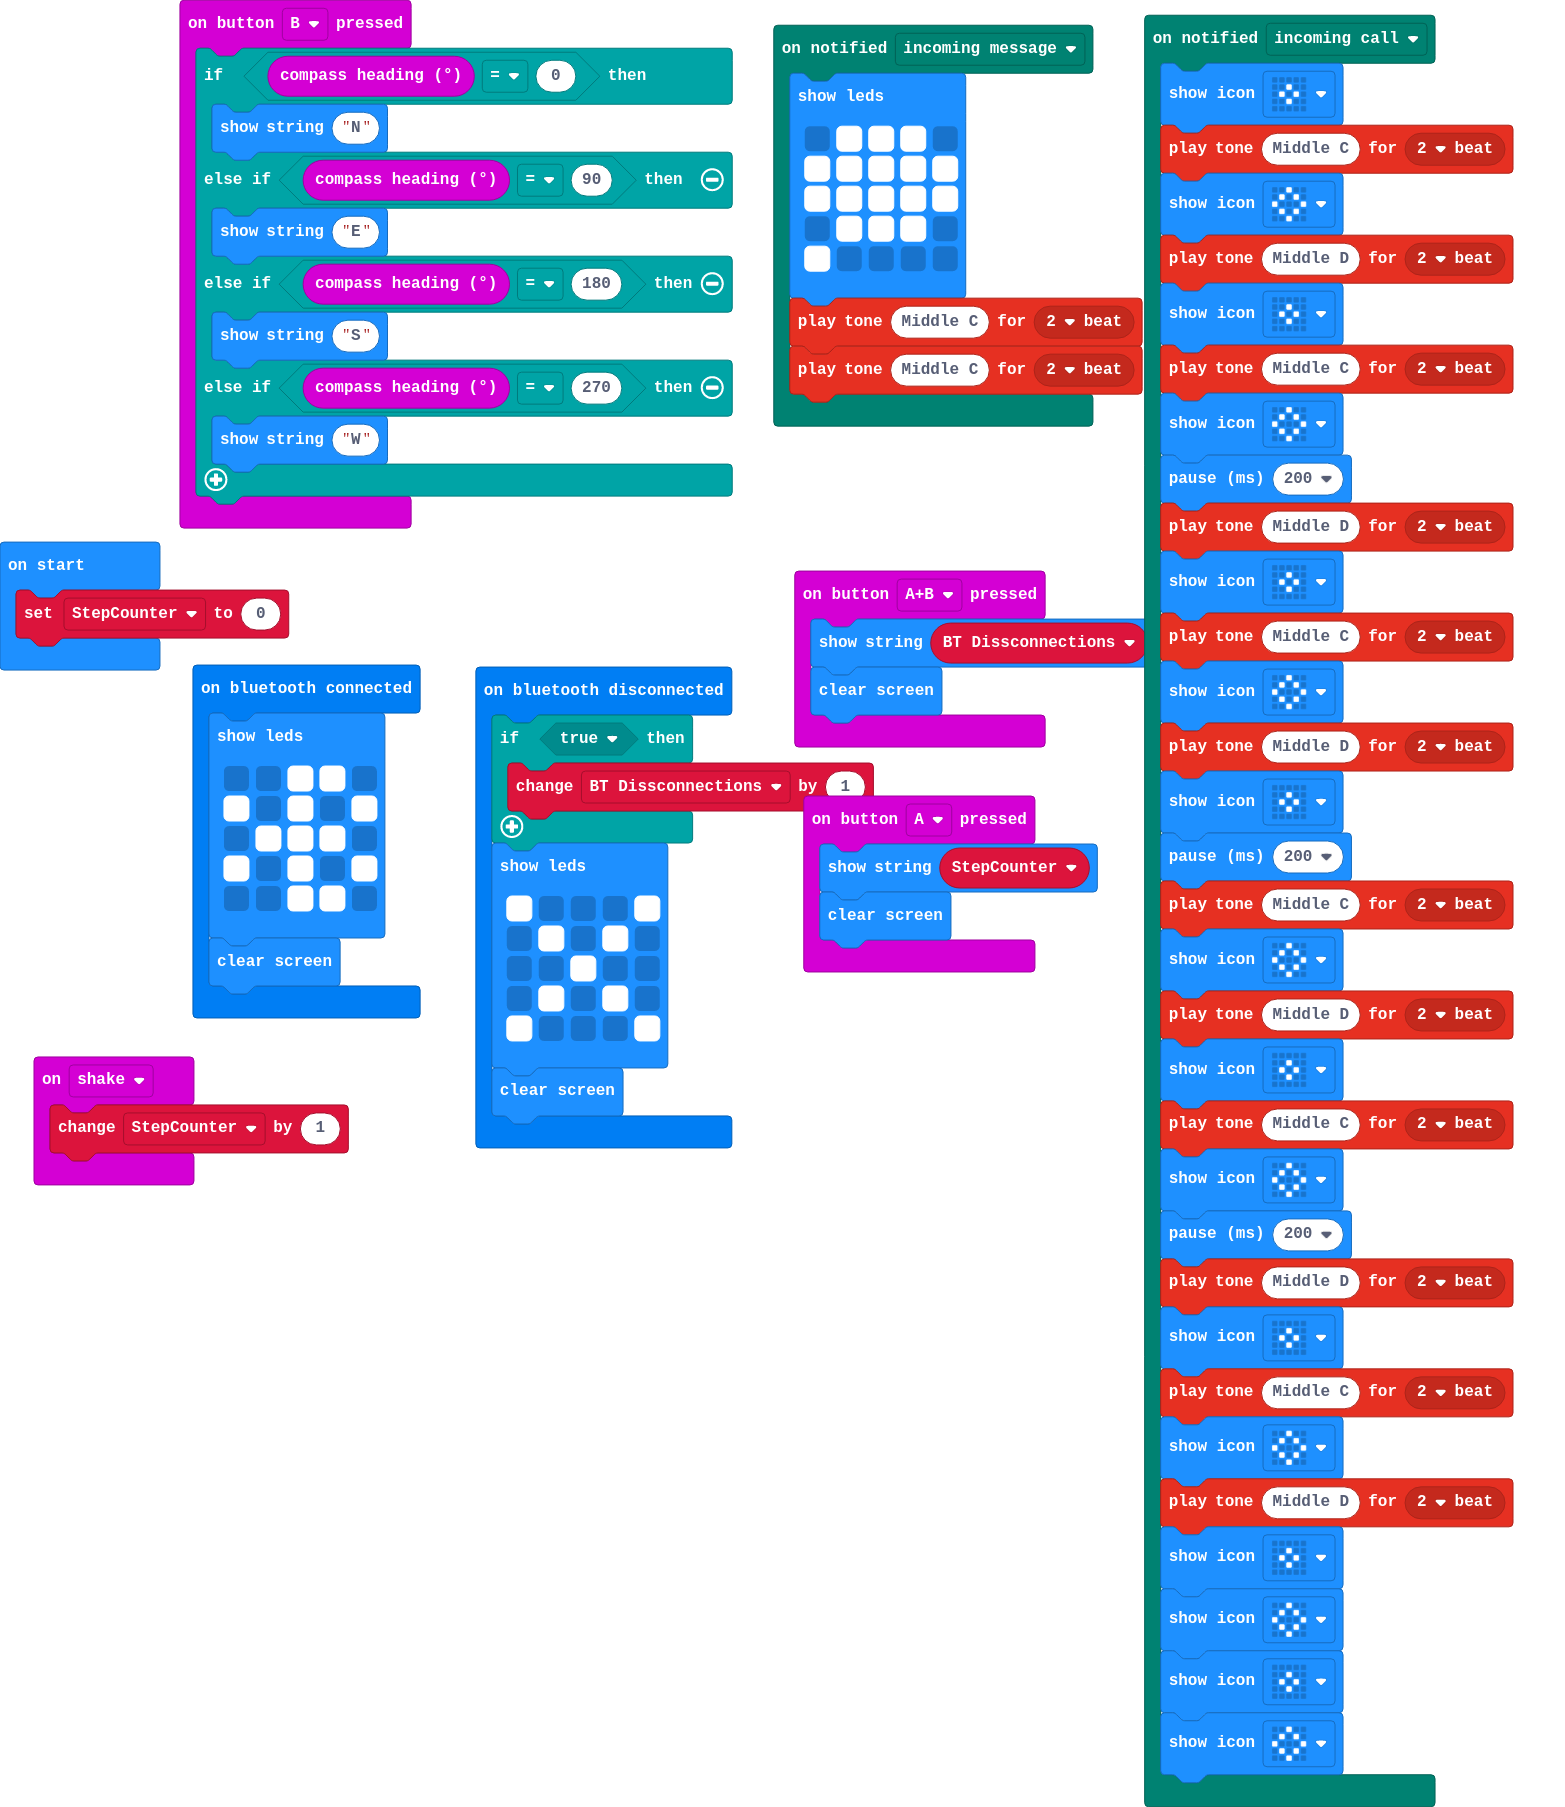 on button B pressed
if compass heading (°) = 0 then
show string "N"
else if compass heading (°) = 90 then
show string "E"
else if compass heading (°) = 180 then
show string "S"
else if compass heading (°) = 270 then
show string "W"
on start
set StepCounter to 0
on bluetooth connected
show leds
clear screen
on shake
change StepCounter by 1
on bluetooth disconnected
if true then
change BT Dissconnections by 1
show leds
clear screen
on notified incoming message
show leds
play tone Middle C for 2 beat
play tone Middle C for 2 beat
on button A+B pressed
show string BT Dissconnections
clear screen
on button A pressed
show string StepCounter
clear screen
on notified incoming call
show icon
play tone Middle C for 2 beat
show icon
play tone Middle D for 2 beat
show icon
play tone Middle C for 2 beat
show icon
pause (ms) 200
play tone Middle D for 2 beat
show icon
play tone Middle C for 2 beat
show icon
play tone Middle D for 2 beat
show icon
pause (ms) 200
play tone Middle C for 2 beat
show icon
play tone Middle D for 2 beat
show icon
play tone Middle C for 2 beat
show icon
pause (ms) 200
play tone Middle D for 2 beat
show icon
play tone Middle C for 2 beat
show icon
play tone Middle D for 2 beat
show icon
show icon
show icon
show icon